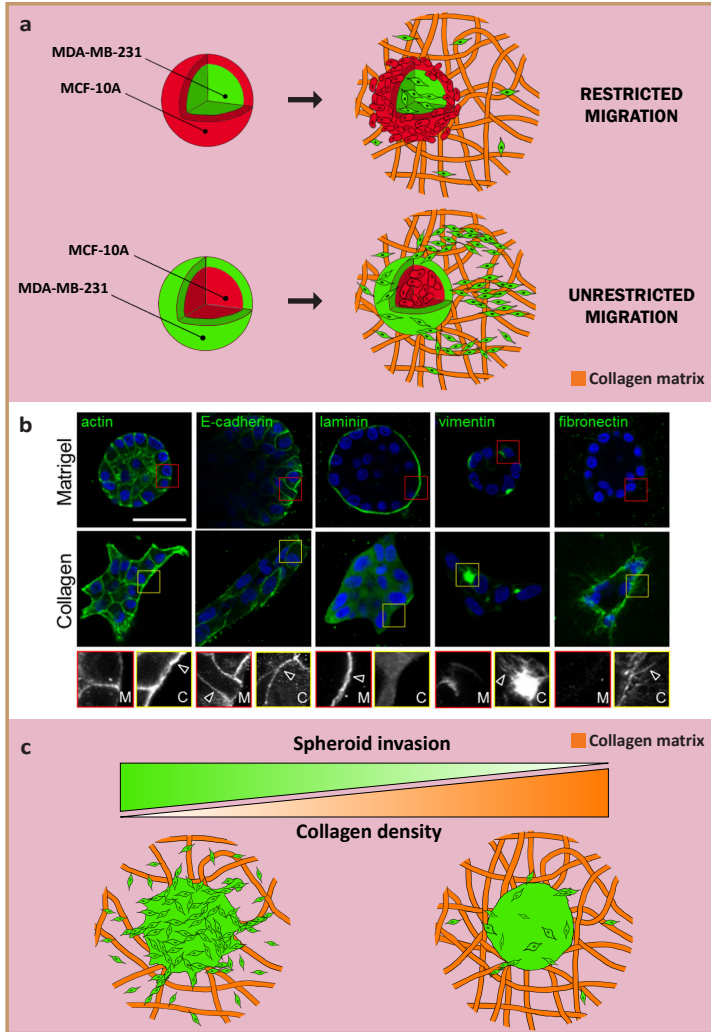 a
MDA-MB-231
MCF-10A
RESTRICTED
MIGRATION
MCF-10A
MDA-MB-231
UNRESTRICTED
MIGRATION
Collagen matrix
b
actin
E-cadherin
laminin
vimentin
fibronectin
Matrigel
Collagen
M
C
M
C
M
C
M
C
M
C
c
Spheroid invasion
Collagen matrix
Collagen density